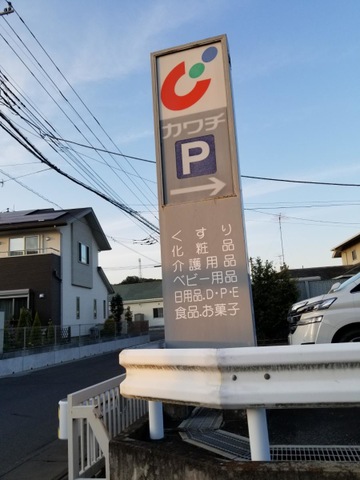 カワチ
P
くすり
化粧品
介護用品
ベビー用品
日用品.D・P・E
食品.お菓子